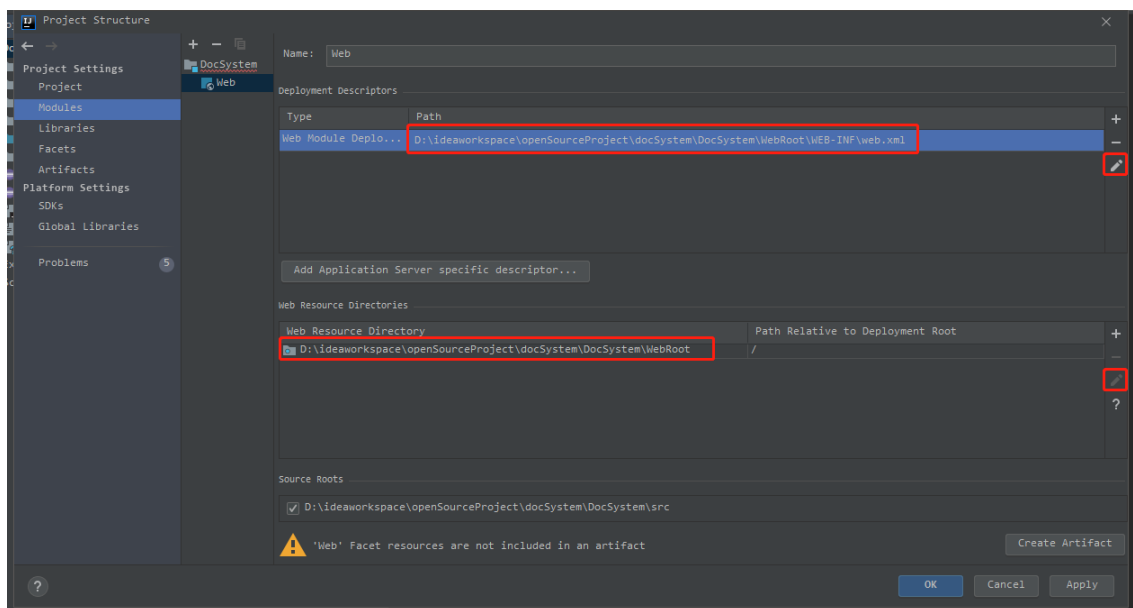 Project Structure
Project Settings
Project
Modules
Libraries
Facets
Artifacts
Platform Settings
SDKs
Global Libraries
Problems 5
DocSystem
Web
Name: Web
Deployment Descriptors
Type Path
Web Module Deplo... D:\ideaworkspace\openSourceProject\docSystem\DocSystem\WebRoot\WEB-INF\web.xml
Add Application Server specific descriptor...
Web Resource Directories
Web Resource Directory Path Relative to Deployment Root
D:\ideaworkspace\openSourceProject\docSystem\DocSystem\WebRoot /
Source Roots
D:\ideaworkspace\openSourceProject\docSystem\DocSystem\src
'Web' Facet resources are not included in an artifact Create Artifact
? OK Cancel Apply